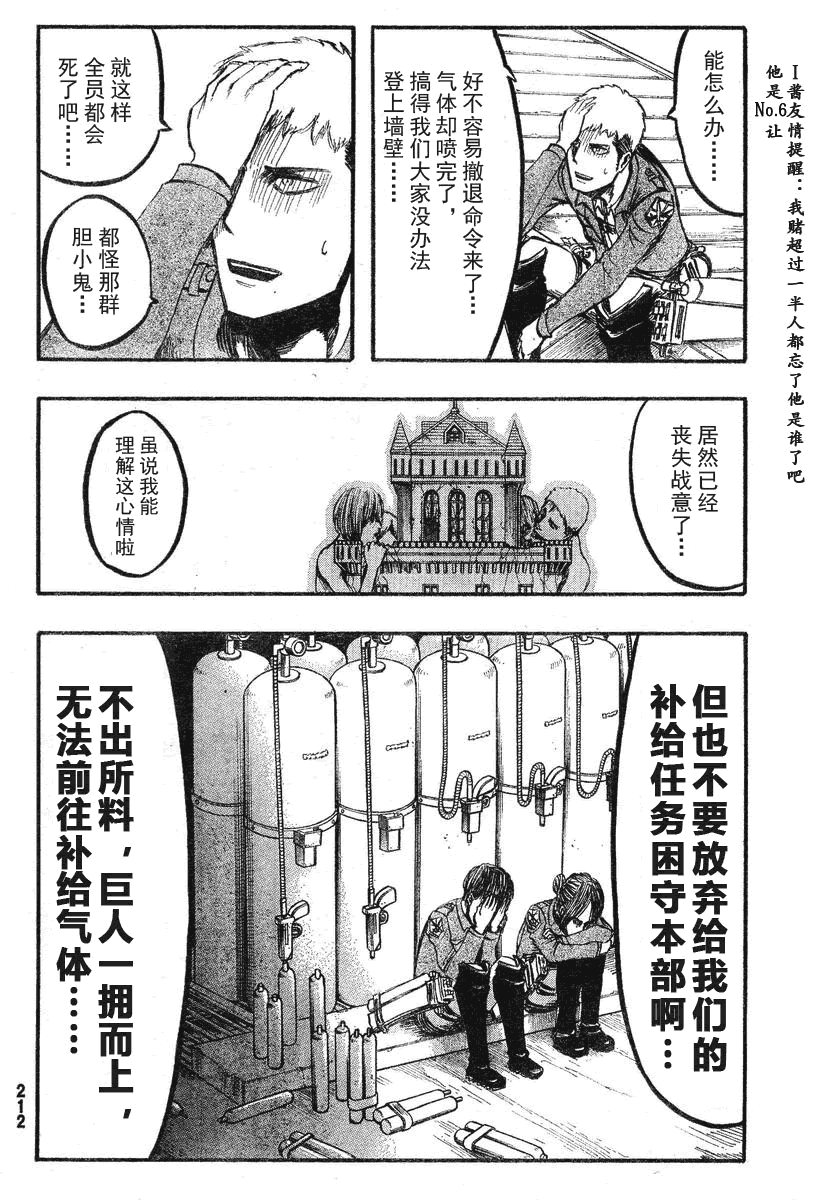 I酱友情提醒：我赌超过一半人都忘了他是谁了吧
他是No.6让
能怎么办……
好不容易撤退命令来了…
气体却喷完了，
搞得我们大家没办法
登上墙壁……
就这样
全员都会
死了吧……
都怪那群
胆小鬼…
居然已经
丧失战意了…
虽说我能
理解这心情啦
但也不要放弃给我们的
补给任务困守本部啊…
不出所料，巨人一拥而上，
无法前往补给气体……
212